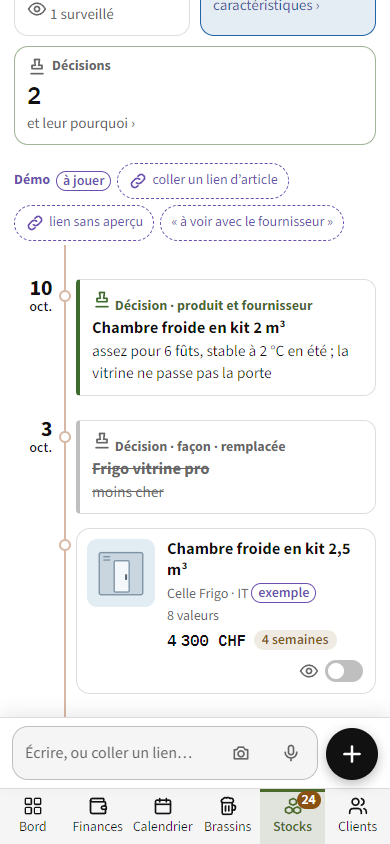 1 surveillé
caractéristiques ›
Décisions
2
et leur pourquoi ›
Démo à jouer coller un lien d’article
lien sans aperçu « à voir avec le fournisseur »
10
oct.
Décision · produit et fournisseur
Chambre froide en kit 2 m³
assez pour 6 fûts, stable à 2 °C en été ; la
vitrine ne passe pas la porte
3
oct.
Décision · façon · remplacée
Frigo vitrine pro
moins cher
Chambre froide en kit 2,5
m³
Celle Frigo · IT exemple
8 valeurs
4 300 CHF 4 semaines
Écrire, ou coller un lien…
24
Bord Finances Calendrier Brassins Stocks Clients